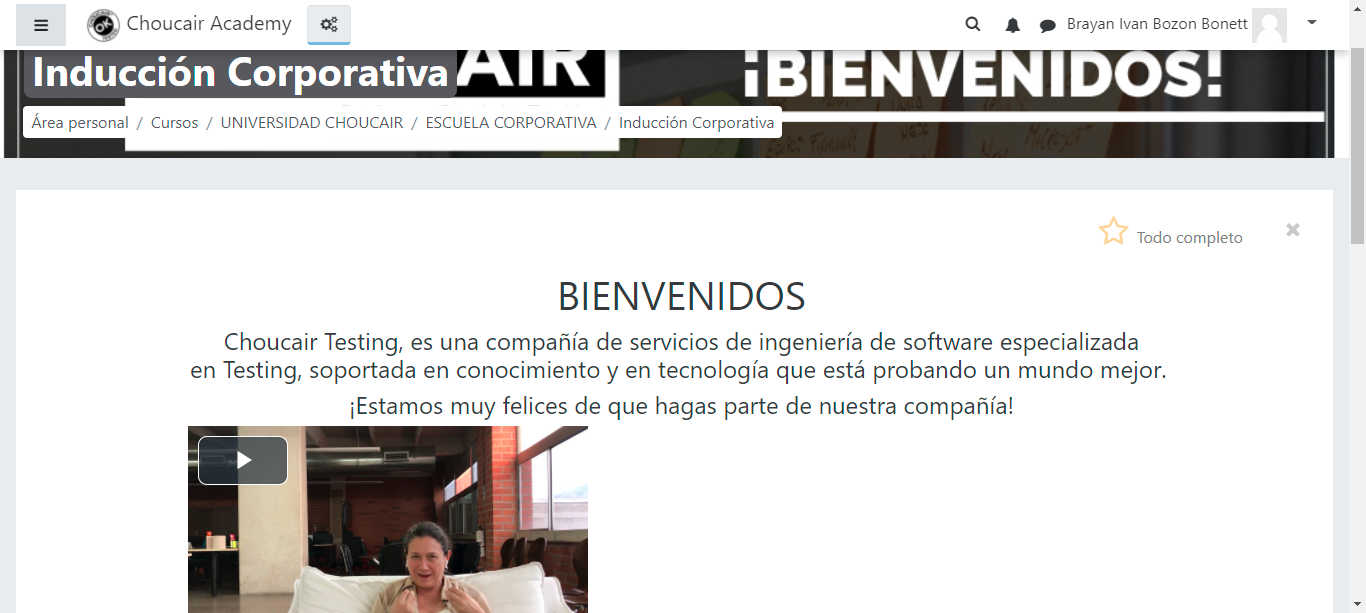 Choucair Academy
Brayan Ivan Bozon Bonett
Inducción Corporativa
AIR
¡BIENVENIDOS!
Área personal / Cursos / UNIVERSIDAD CHOUCAIR / ESCUELA CORPORATIVA / Inducción Corporativa
Todo completo
BIENVENIDOS
Choucair Testing, es una compañía de servicios de ingeniería de software especializada
en Testing, soportada en conocimiento y en tecnología que está probando un mundo mejor.
¡Estamos muy felices de que hagas parte de nuestra compañía!